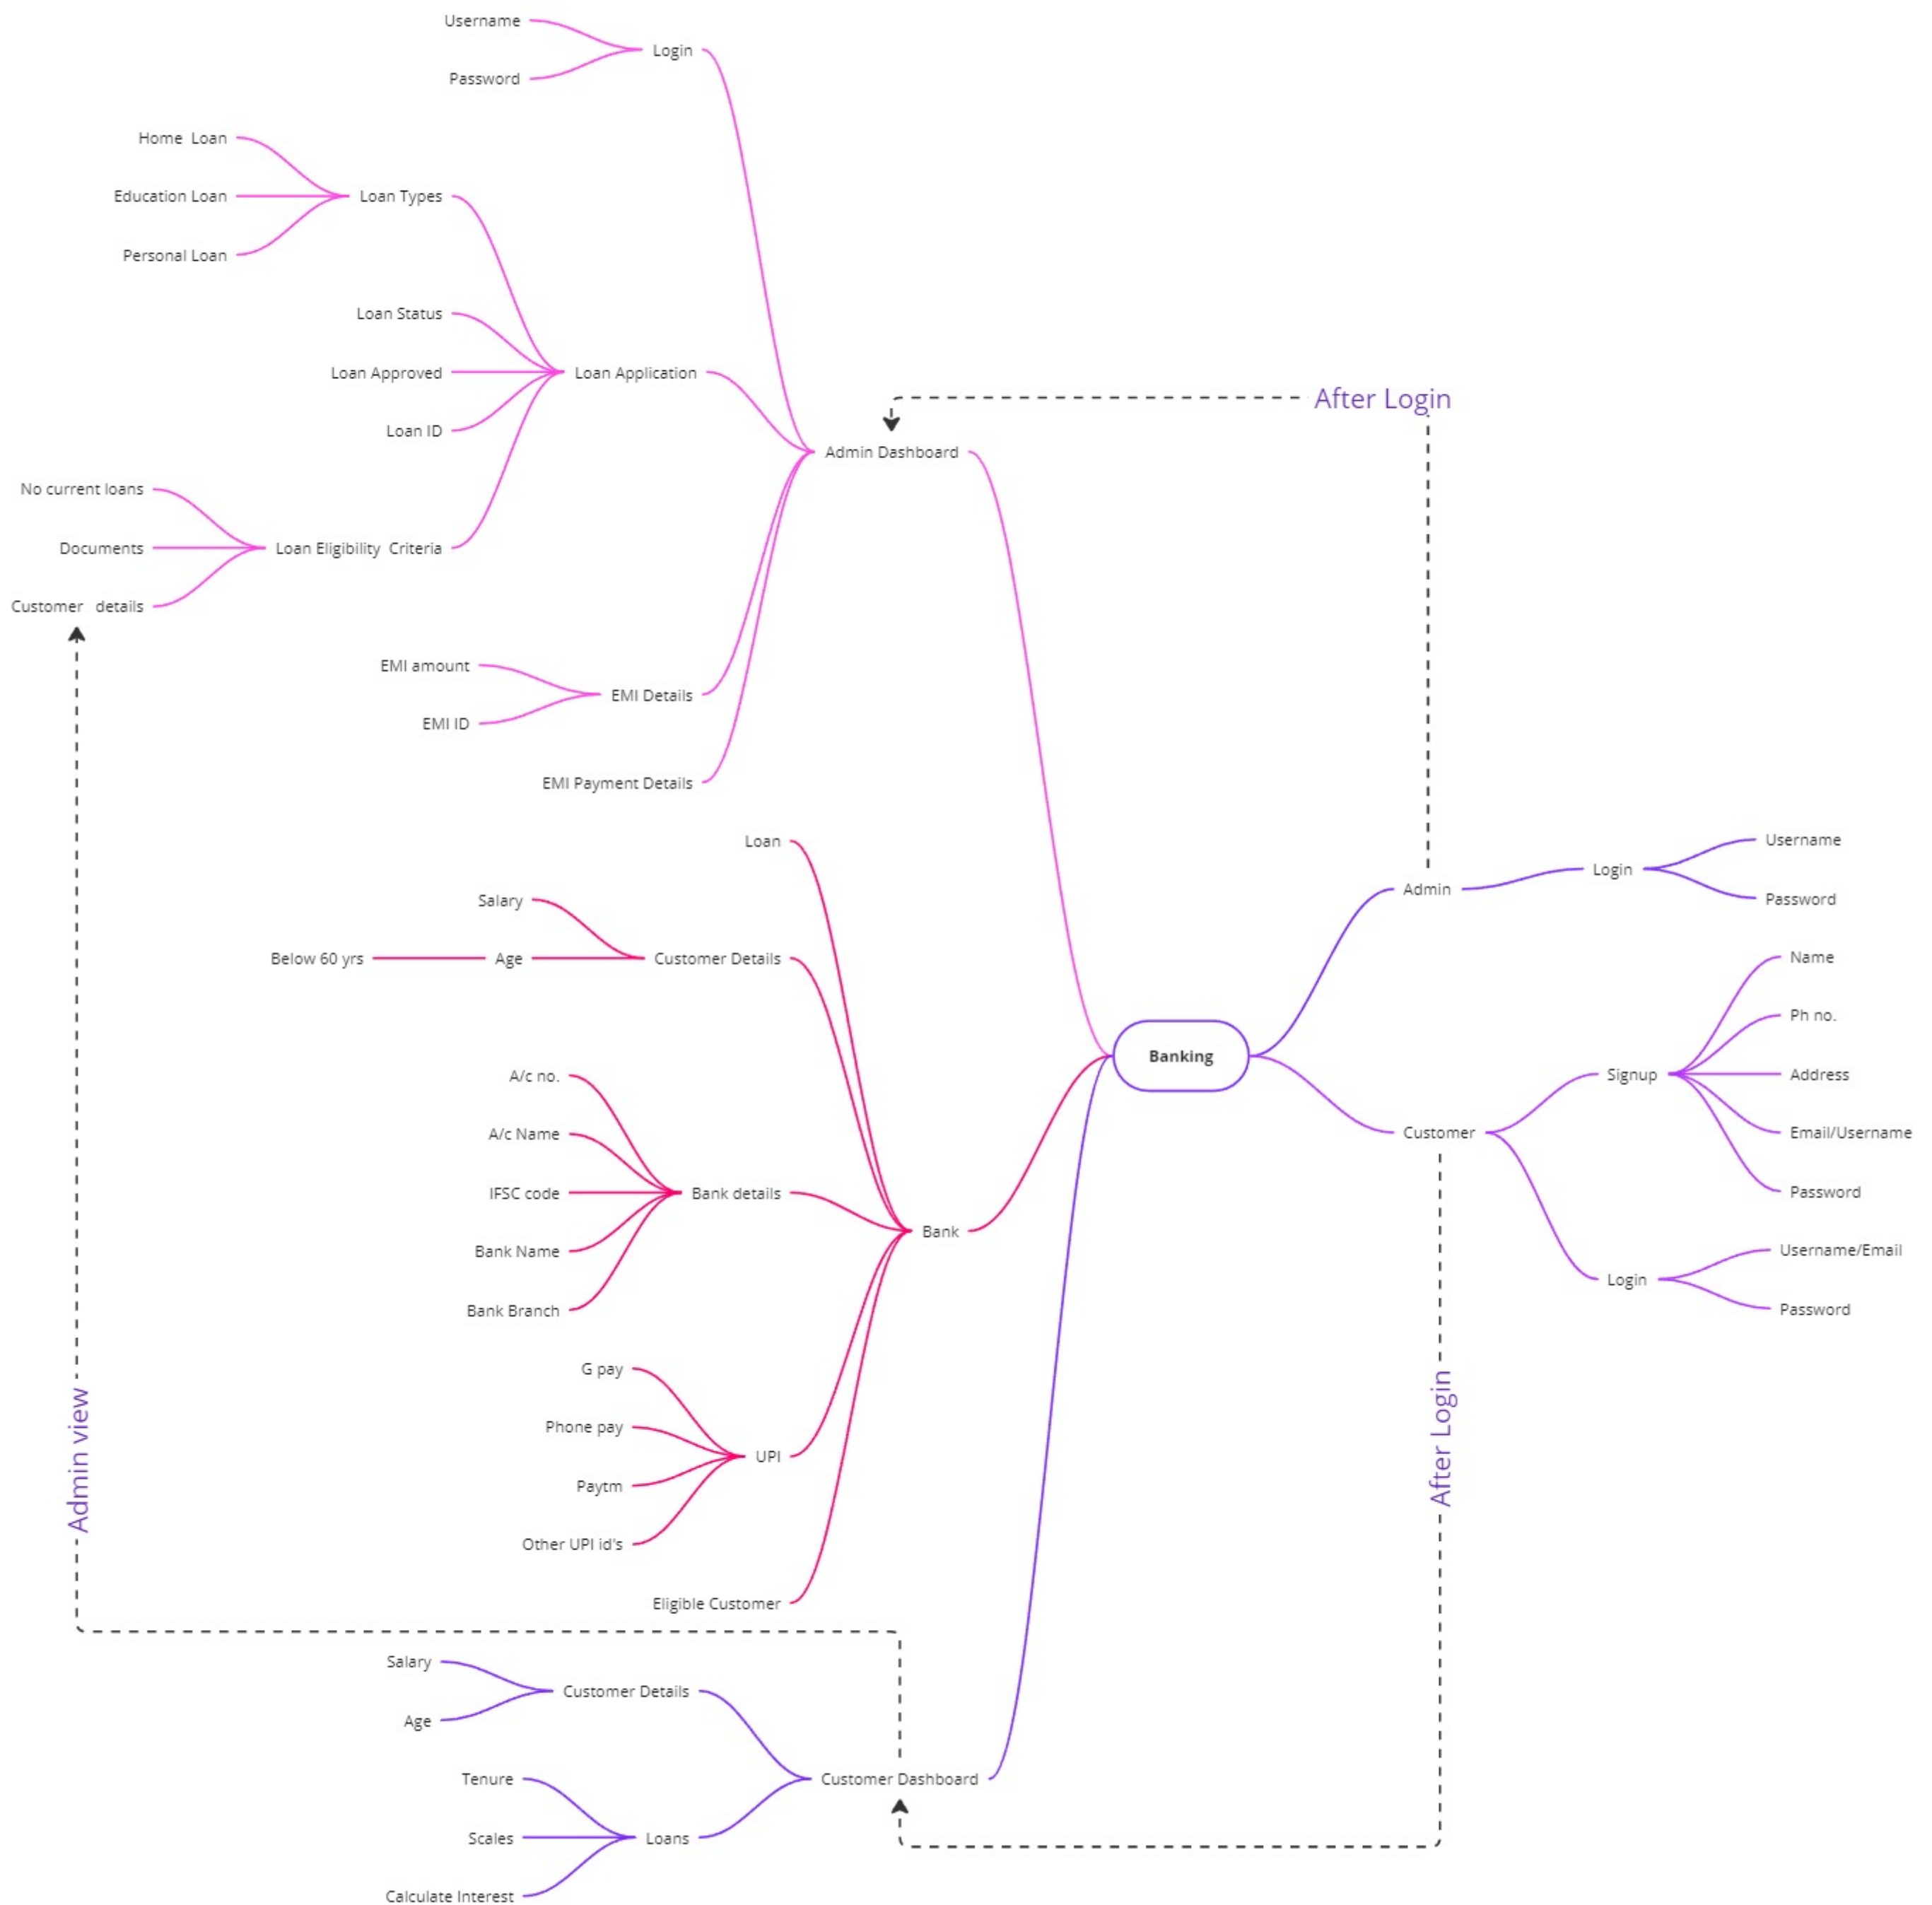 Username
Login
Password
Home Loan
Education Loan
Loan Types
Personal Loan
Loan Status
Loan Approved
Loan Application
Loan ID
No current loans
Documents
Loan Eligibility Criteria
Customer details
After Login
Admin Dashboard
EMI amount
EMI Details
EMI ID
EMI Payment Details
Loan
Salary
Below 60 yrs
Age
Customer Details
A/c no.
A/c Name
IFSC code
Bank details
Bank Name
Bank Branch
Bank
G pay
Phone pay
UPI
Paytm
Other UPI id's
Eligible Customer
Admin view
Salary
Customer Details
Age
Tenure
Customer Dashboard
Scales
Loans
Calculate Interest
Banking
Admin
Login
Username
Password
Name
Ph no.
Signup
Address
Customer
Email/Username
Password
Username/Email
Login
Password
After Login